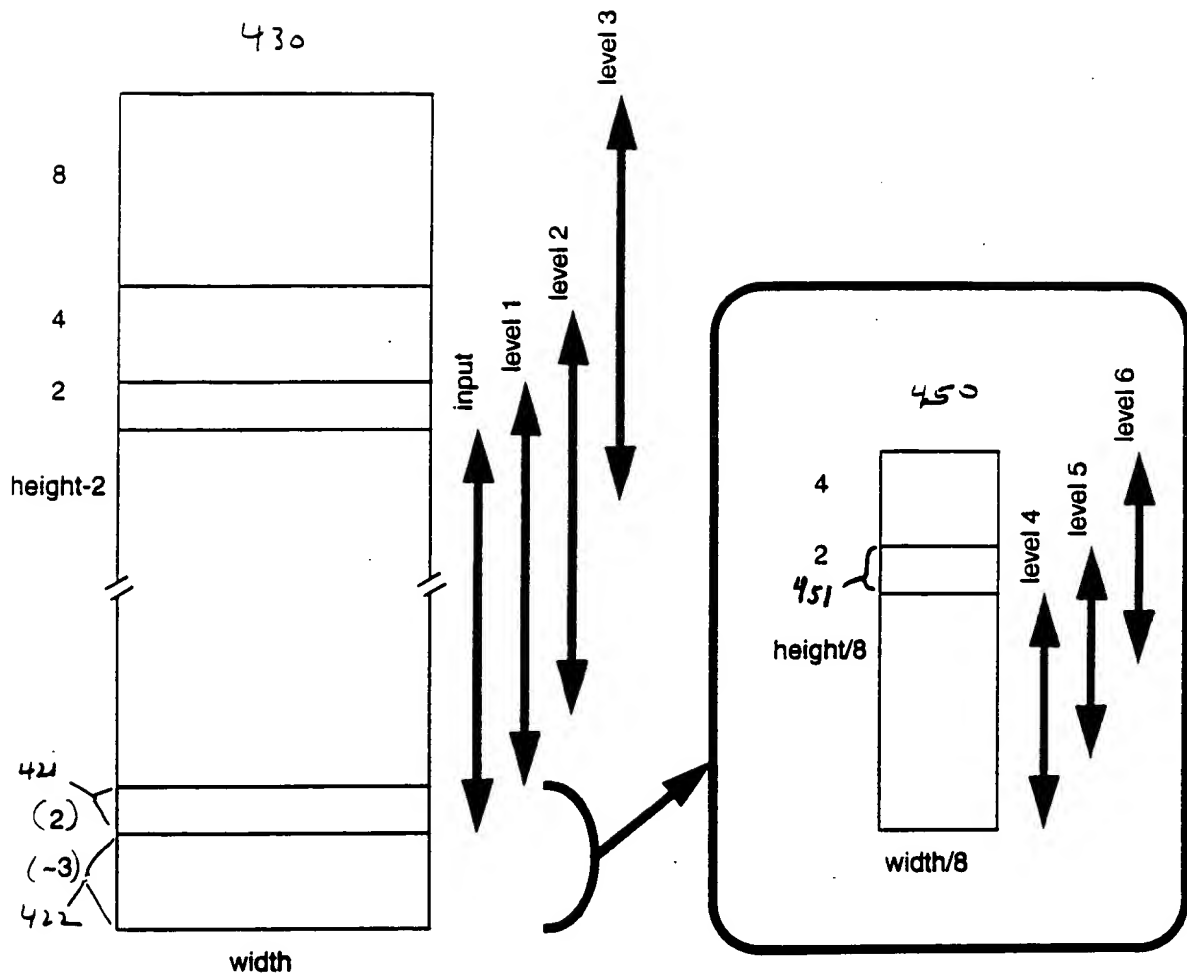 430
8
4
2
height-2
421
(2)
(~3)
422
width
input
level 1
level 2
level 3
450
4
2
451
height/8
width/8
level 4
level 5
level 6